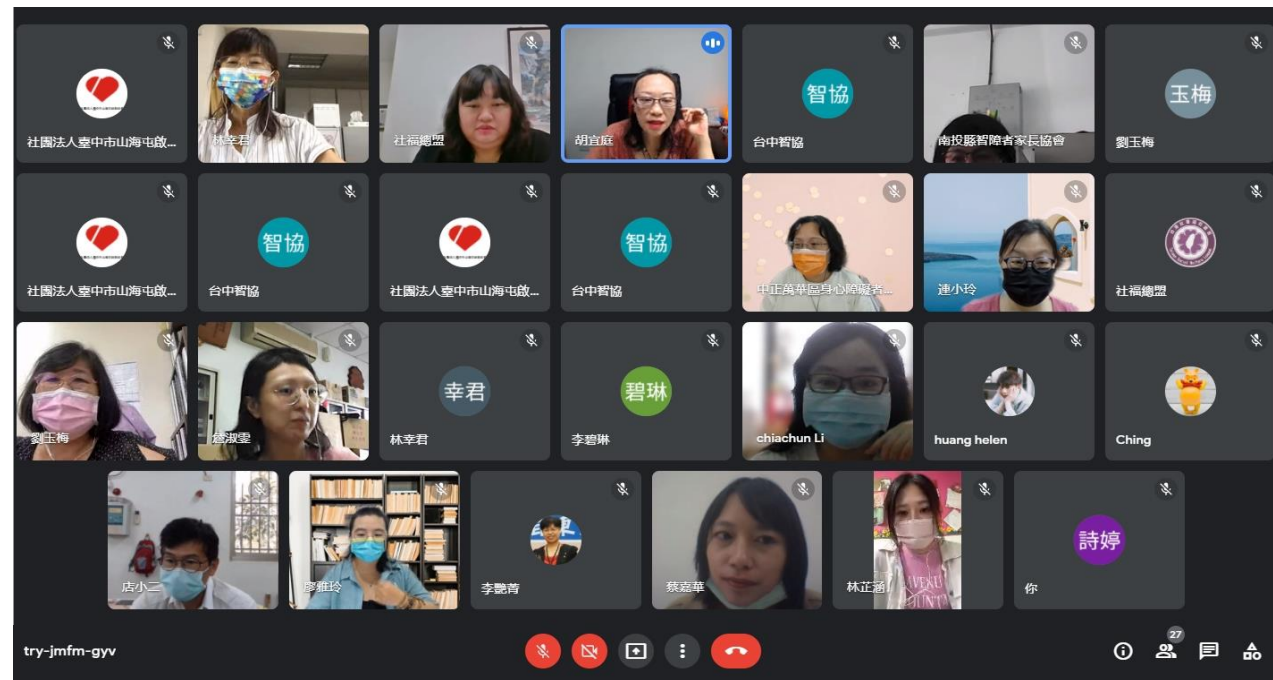 社團法人臺中市山海屯啟...
林幸君
社福總盟
胡宜庭
智協
台中智協
南投縣智障者家長協會
玉梅
劉玉梅
社團法人臺中市山海屯啟...
智協
台中智協
社團法人臺中市山海屯啟...
智協
台中智協
中正萬華區身心障礙者...
連小玲
社福總盟
劉玉梅
詹淑雯
幸君
林幸君
碧琳
李碧琳
chiachun Li
huang helen
Ching
店小二
廖雅玲
李艷菁
蔡嘉華
林芷涵
詩婷
你
try-jmfm-gyv
27